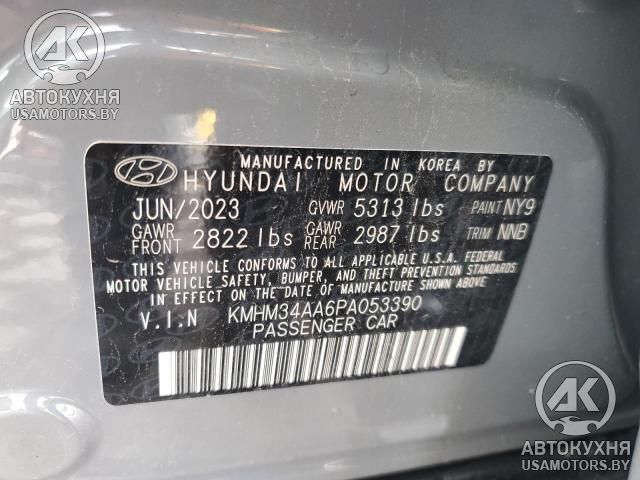 AK
АВТОКУХНЯ
USAMOTORS.BY
MANUFACTURED IN KOREA BY
HYUNDAI MOTOR COMPANY
JUN/2023 GVWR 5313 lbs PAINT NY9
GAWR FRONT 2822 lbs GAWR REAR 2987 lbs TRIM NNB
THIS VEHICLE CONFORMS TO ALL APPLICABLE U.S.A. FEDERAL
MOTOR VEHICLE SAFETY, BUMPER, AND THEFT PREVENTION STANDARDS
IN EFFECT ON THE DATE OF MANUFACTURE SHOWN ABOVE
V.I.N KMHM34AA6PA053390
PASSENGER CAR
AK
АВТОКУХНЯ
USAMOTORS.BY